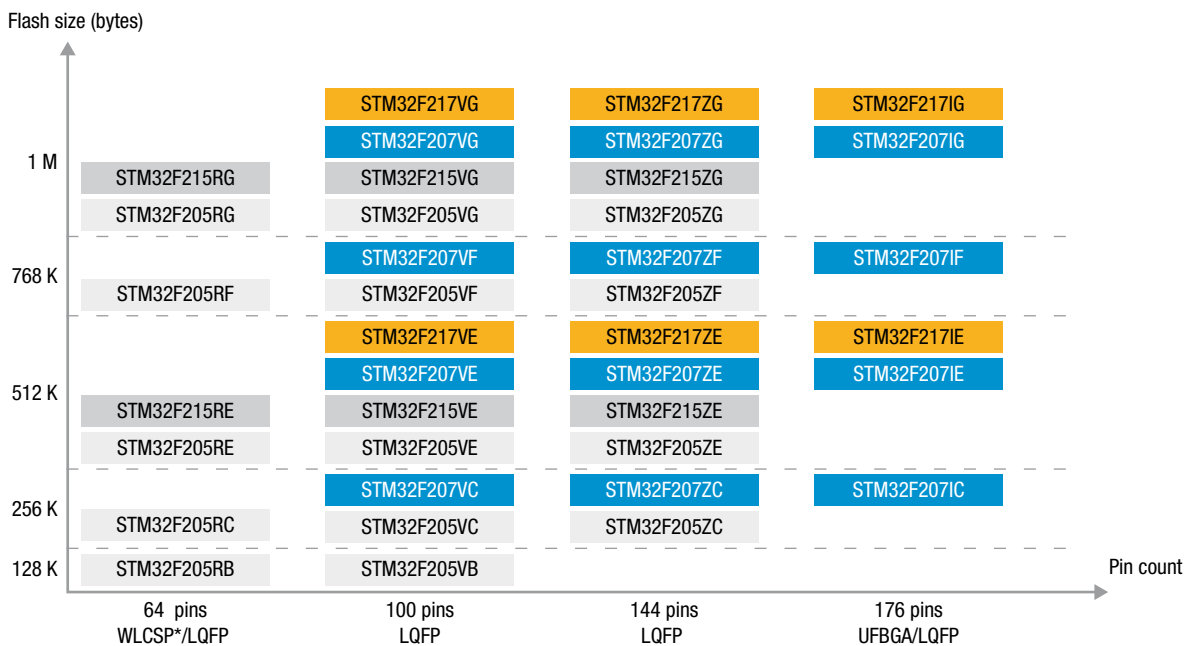 Flash size (bytes)
STM32F217VG STM32F217ZG STM32F217IG
STM32F207VG STM32F207ZG STM32F207IG
1 M
STM32F215RG STM32F215VG STM32F215ZG
STM32F205RG STM32F205VG STM32F205ZG
STM32F207VF STM32F207ZF STM32F207IF
768 K
STM32F205RF STM32F205VF STM32F205ZF
STM32F217VE STM32F217ZE STM32F217IE
STM32F207VE STM32F207ZE STM32F207IE
512 K
STM32F215RE STM32F215VE STM32F215ZE
STM32F205RE STM32F205VE STM32F205ZE
STM32F207VC STM32F207ZC STM32F207IC
256 K
STM32F205RC STM32F205VC STM32F205ZC
128 K STM32F205RB STM32F205VB
Pin count
64 pins 100 pins 144 pins 176 pins
WLCSP*/LQFP LQFP LQFP UFBGA/LQFP